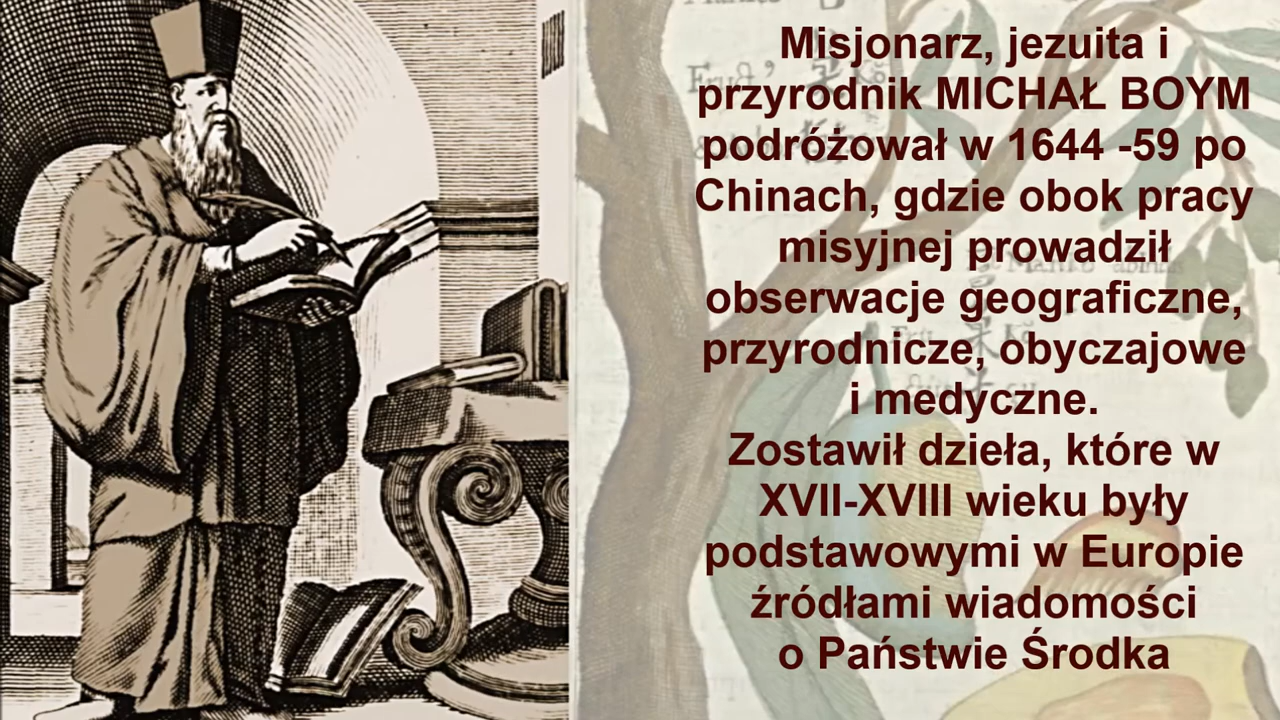 Misjonarz, jezuita i
przyrodnik MICHAŁ BOYM
podróżował w 1644 -59 po
Chinach, gdzie obok pracy
misyjnej prowadził
obserwacje geograficzne,
przyrodnicze, obyczajowe
i medyczne.
Zostawił dzieła, które w
XVII-XVIII wieku były
podstawowymi w Europie
źródłami wiadomości
o Państwie Środka